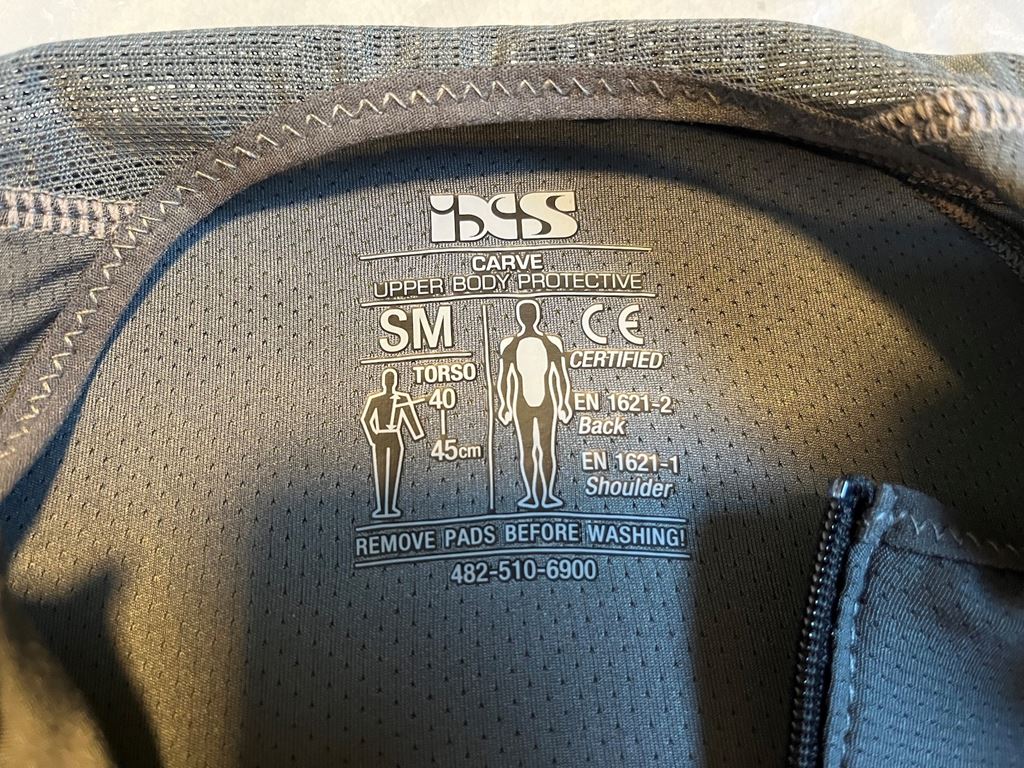 iXS
CARVE
UPPER BODY PROTECTIVE
SM
TORSO
40
45cm
CE
CERTIFIED
EN 1621-2
Back
EN 1621-1
Shoulder
REMOVE PADS BEFORE WASHING!
482-510-6900